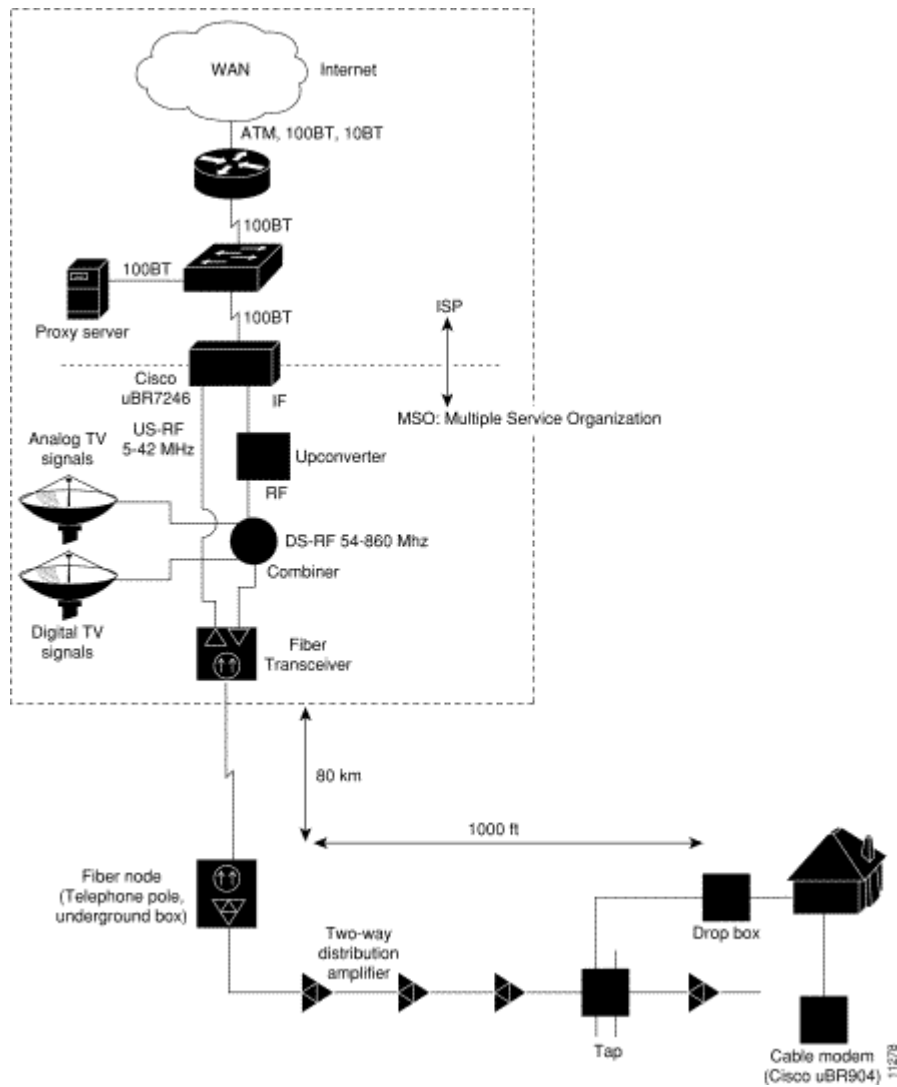 WAN
Internet
ATM, 100BT, 10BT
100BT
100BT
Proxy server
100BT
ISP
Cisco
uBR7246
IF
MSO: Multiple Service Organization
US-RF
5-42 MHz
Analog TV
signals
Upconverter
RF
DS-RF 54-860 Mhz
Combiner
Digital TV
signals
Fiber
Transceiver
80 km
1000 ft
Fiber node
(Telephone pole,
underground box)
Drop box
Two-way
distribution
amplifier
Tap
Cable modem
(Cisco uBR904)
11278